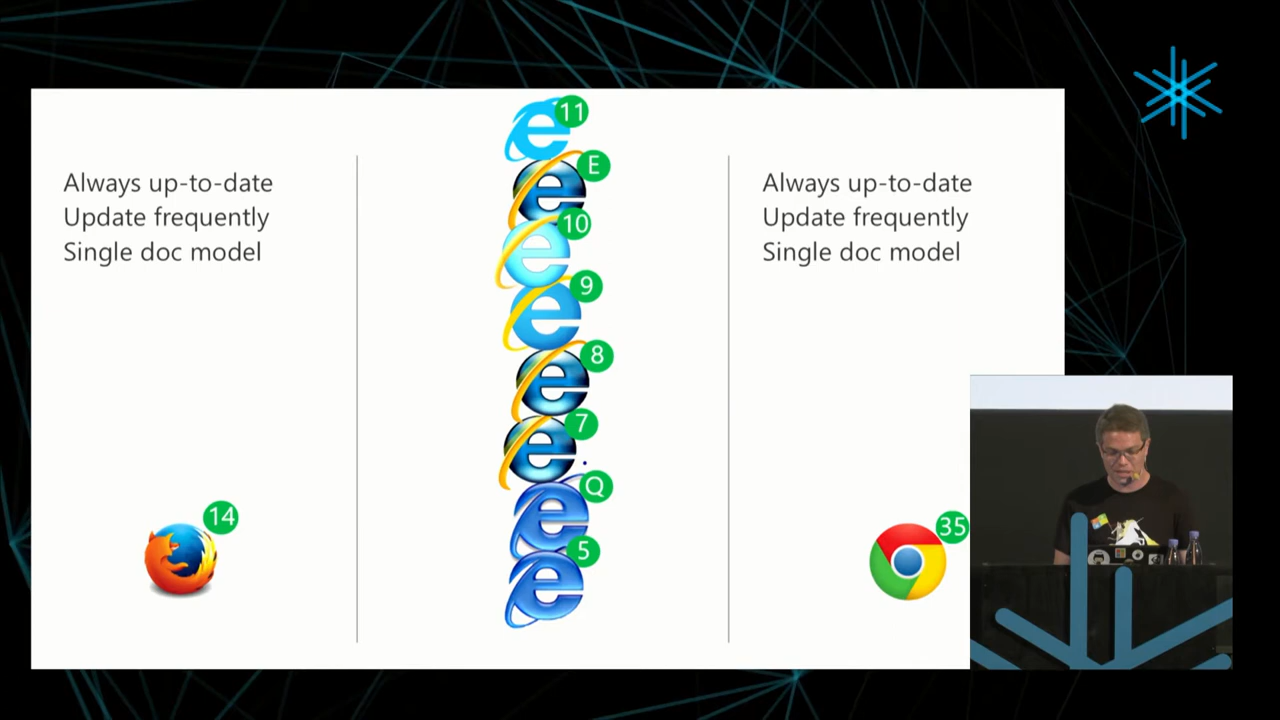 Always up-to-date
Update frequently
Single doc model
14
11
E
10
9
8
7
Q
5
Always up-to-date
Update frequently
Single doc model
35